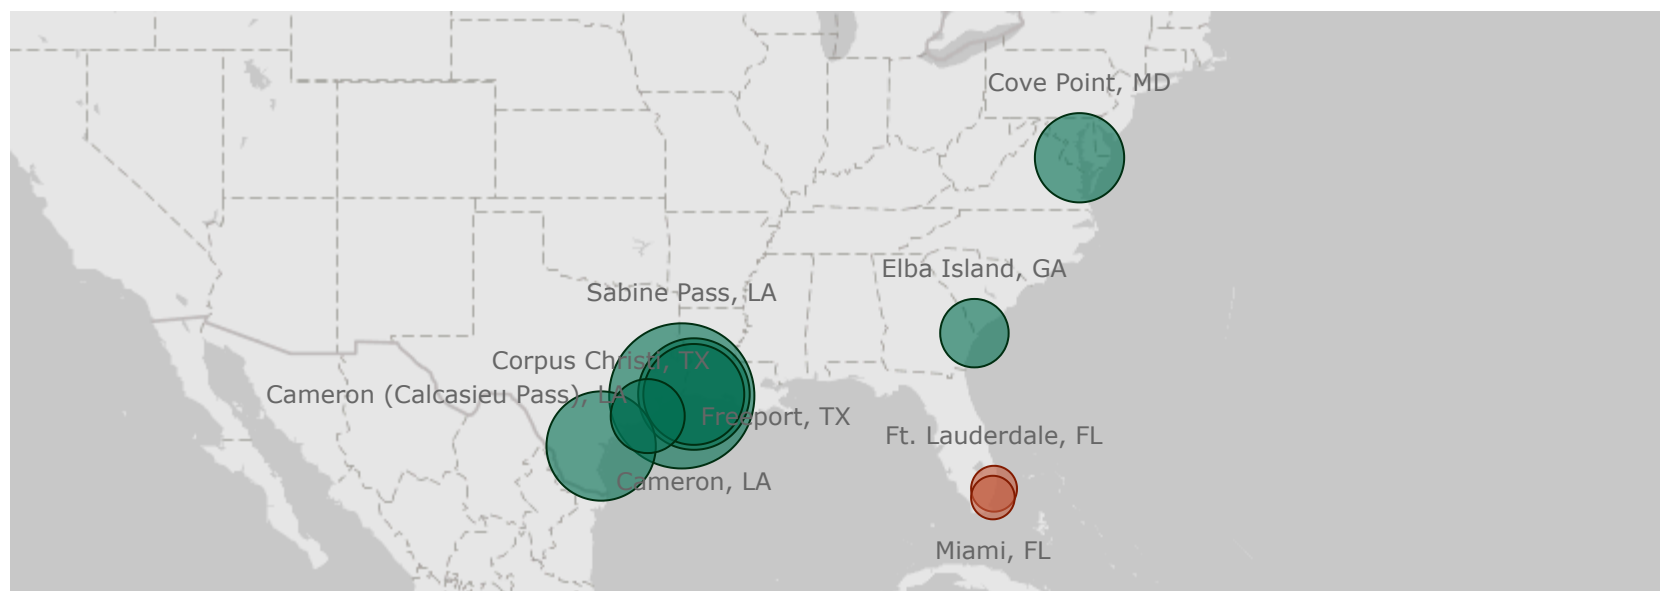 Cove Point, MD
Elba Island, GA
Sabine Pass, LA
Corpus Christi, TX
Cameron (Calcasieu Pass), LA
Freeport, TX
Ft. Lauderdale, FL
Cameron, LA
Miami, FL